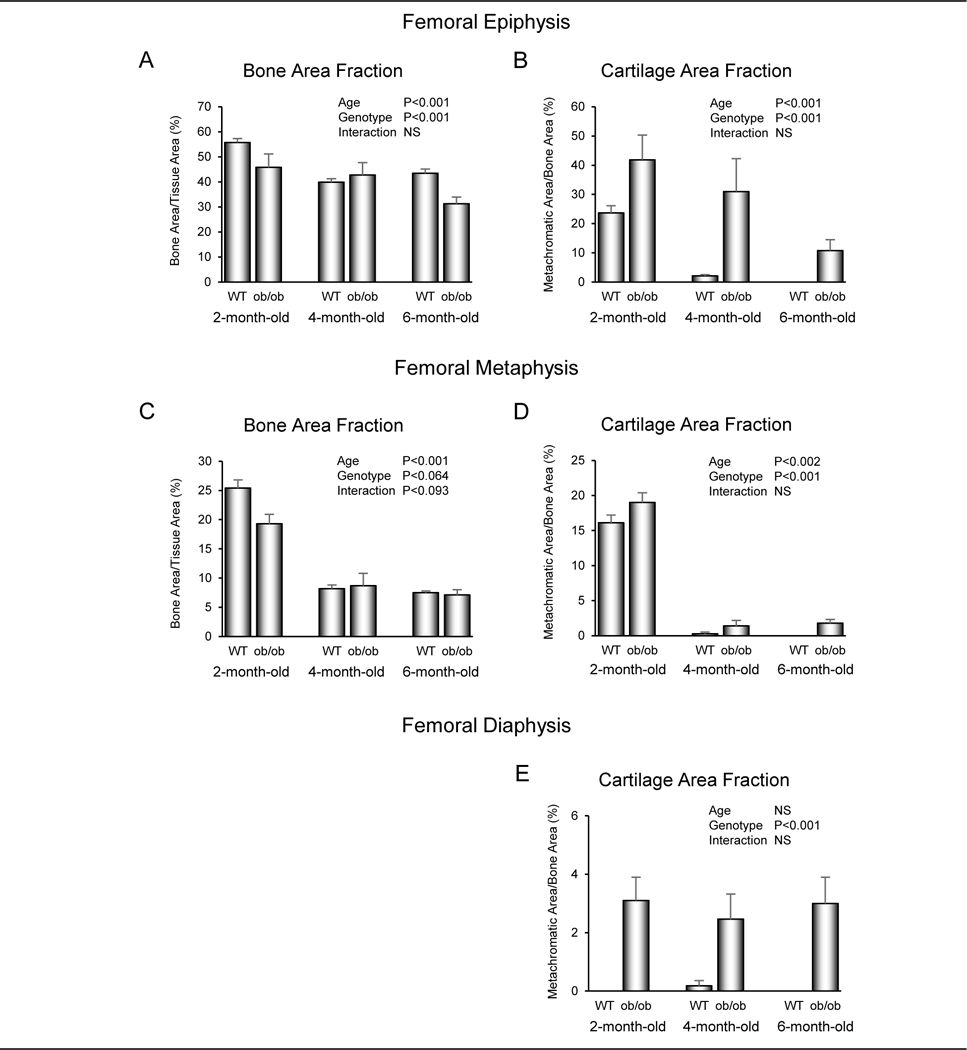 Femoral Epiphysis
A
Bone Area Fraction
Age P<0.001
Genotype P<0.001
Interaction NS
Bone Area/Tissue Area (%)
70
60
50
40
30
20
10
0
WT ob/ob WT ob/ob WT ob/ob
2-month-old 4-month-old 6-month-old
B
Cartilage Area Fraction
Age P<0.001
Genotype P<0.001
Interaction NS
Metachromatic Area/Bone Area (%)
60
50
40
30
20
10
0
WT ob/ob WT ob/ob WT ob/ob
2-month-old 4-month-old 6-month-old
Femoral Metaphysis
C
Bone Area Fraction
Age P<0.001
Genotype P<0.064
Interaction P<0.093
Bone Area/Tissue Area (%)
30
25
20
15
10
5
0
WT ob/ob WT ob/ob WT ob/ob
2-month-old 4-month-old 6-month-old
D
Cartilage Area Fraction
Age P<0.002
Genotype P<0.001
Interaction NS
Metachromatic Area/Bone Area (%)
25
20
15
10
5
0
WT ob/ob WT ob/ob WT ob/ob
2-month-old 4-month-old 6-month-old
Femoral Diaphysis
E
Cartilage Area Fraction
Age NS
Genotype P<0.001
Interaction NS
Metachromatic Area/Bone Area (%)
6
4
2
0
WT ob/ob WT ob/ob WT ob/ob
2-month-old 4-month-old 6-month-old